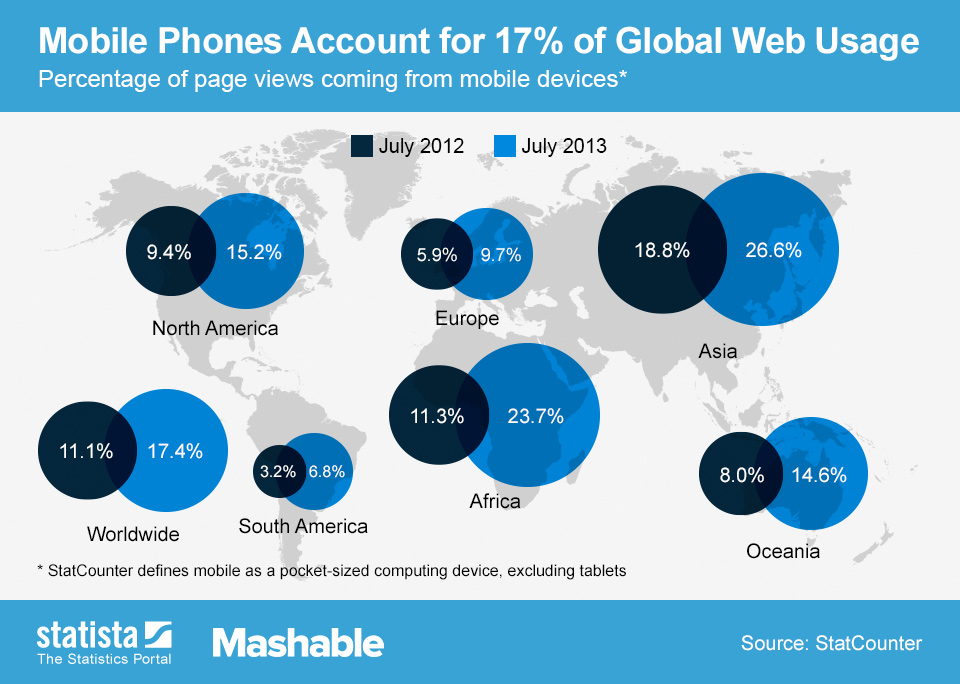 Mobile Phones Account for 17% of Global Web Usage
Percentage of page views coming from mobile devices*
July 2012
July 2013
9.4%
15.2%
North America
5.9%
9.7%
Europe
18.8%
26.6%
Asia
11.1%
17.4%
Worldwide
3.2%
6.8%
South America
11.3%
23.7%
Africa
8.0%
14.6%
Oceania
* StatCounter defines mobile as a pocket-sized computing device, excluding tablets
statista
The Statistics Portal
Mashable
Source: StatCounter